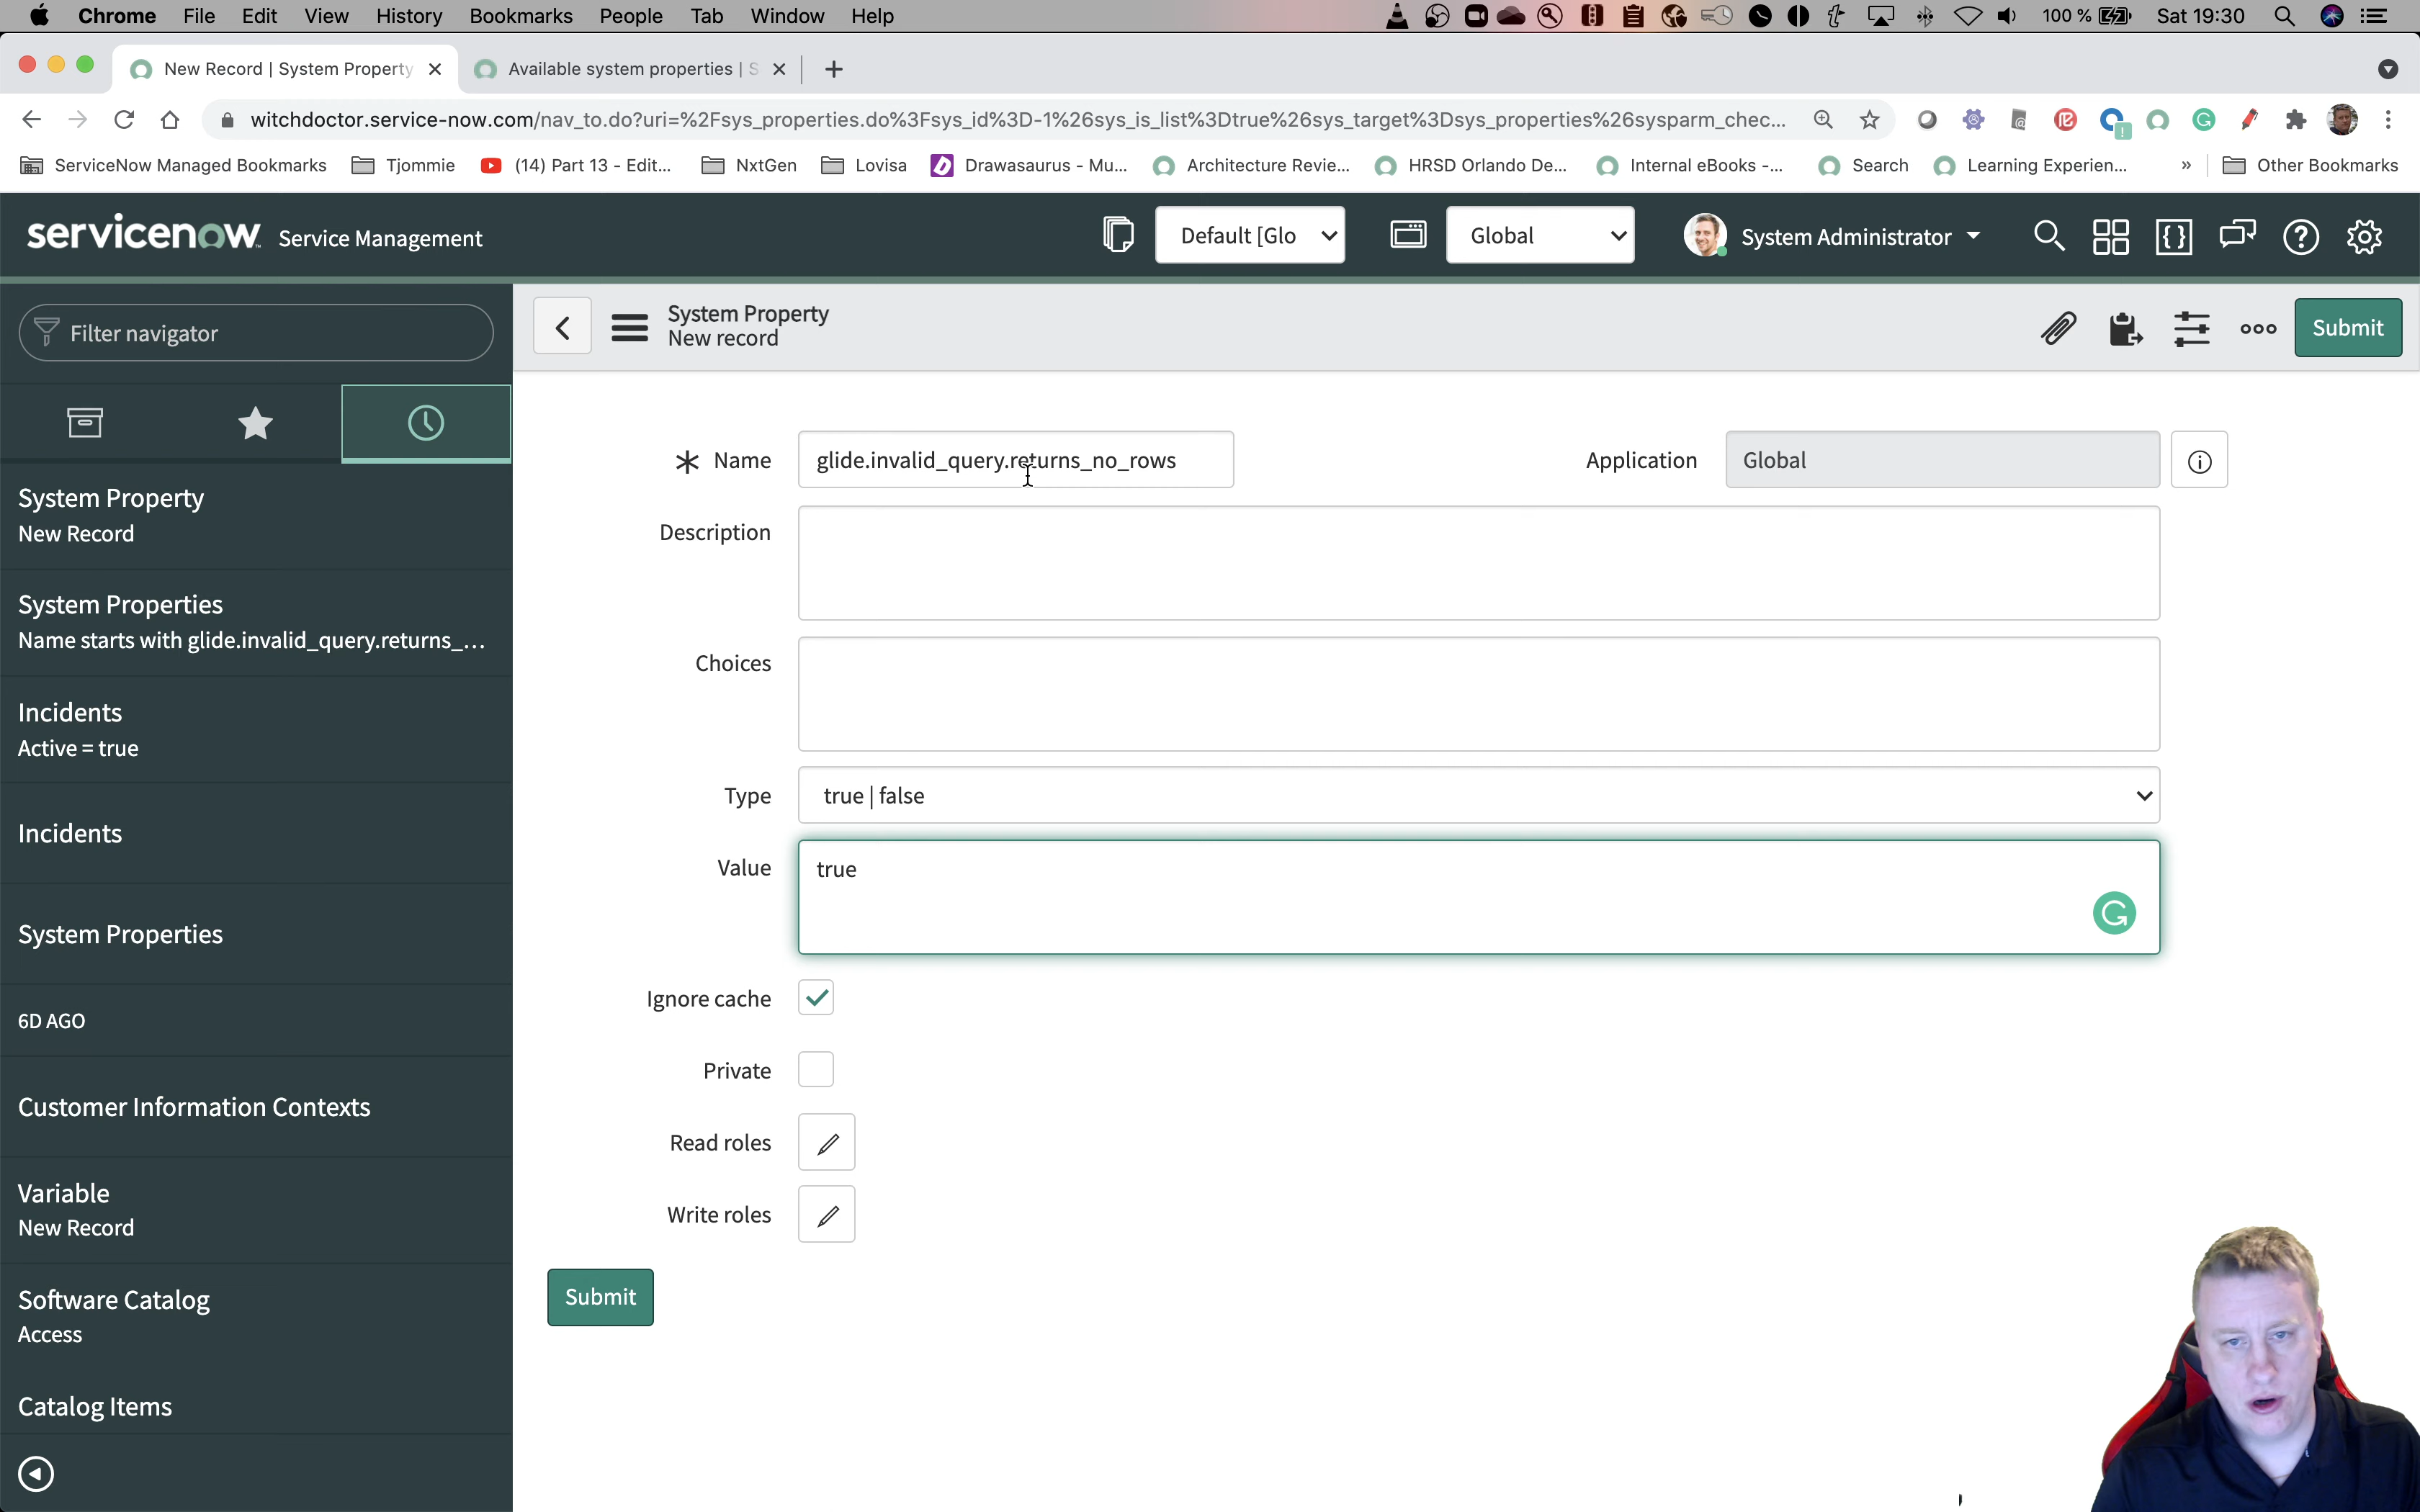 Chrome File Edit View History Bookmarks People Tab Window Help 100 % Sat 19:30
New Record | System Property Available system properties | S
witchdoctor.service-now.com/nav_to.do?uri=%2Fsys_properties.do%3Fsys_id%3D-1%26sys_is_list%3Dtrue%26sys_target%3Dsys_properties%26sysparm_chec...
ServiceNow Managed Bookmarks Tjommie (14) Part 13 - Edit... NxtGen Lovisa Drawasaurus - Mu... Architecture Revie... HRSD Orlando De... Internal eBooks -... Search Learning Experien... » Other Bookmarks
servicenow Service Management Default [Glo Global System Administrator
Filter navigator
System Property
New record
Submit
Name glide.invalid_query.returns_no_rows Application Global
Description
Choices
Type true | false
Value true
Ignore cache
Private
Read roles
Write roles
Submit
System Property
New Record
System Properties
Name starts with glide.invalid_query.returns_...
Incidents
Active = true
Incidents
System Properties
6D AGO
Customer Information Contexts
Variable
New Record
Software Catalog
Access
Catalog Items